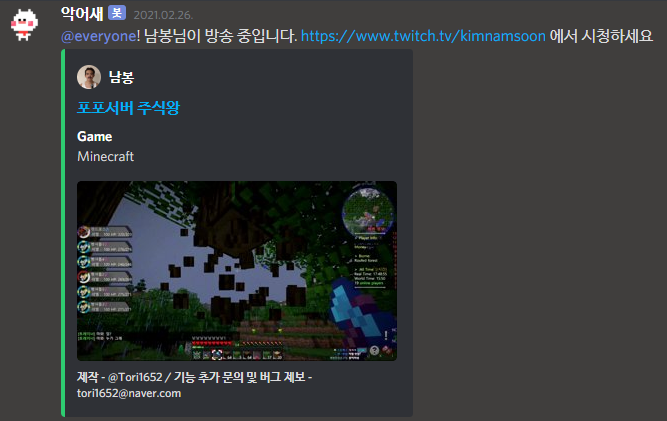 악어새 봇 2021.02.26.
@everyone! 남봉님이 방송 중입니다. https://www.twitch.tv/kimnamsoon 에서 시청하세요
남봉
포포서버 주식왕
Game
Minecraft
제작 - @Tori1652 / 기능 추가 문의 및 버그 제보 -
tori1652@naver.com